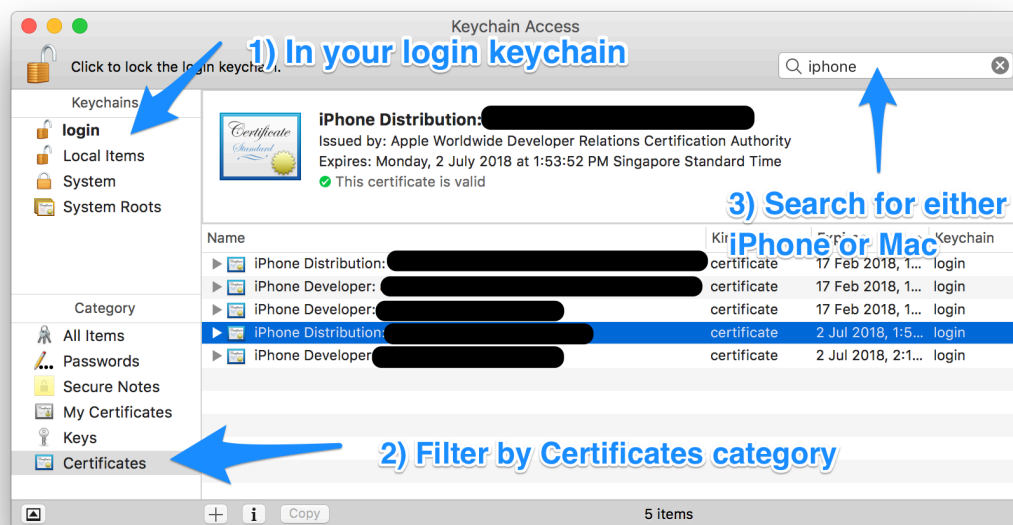 Keychain Access
1) In your login keychain
Click to lock the login keychain.
iphone
Keychains
login
Local Items
System
System Roots
Certificate
Standard
iPhone Distribution:
Issued by: Apple Worldwide Developer Relations Certification Authority
Expires: Monday, 2 July 2018 at 1:53:52 PM Singapore Standard Time
This certificate is valid
3) Search for either
iPhone or Mac
Name Keychain
iPhone Distribution: certificate 17 Feb 2018, 1... login
iPhone Developer: certificate 17 Feb 2018, 1... login
iPhone Developer: certificate 17 Feb 2018, 1... login
iPhone Distribution: certificate 2 Jul 2018, 1:5... login
iPhone Developer certificate 2 Jul 2018, 2:1... login
Category
All Items
Passwords
Secure Notes
My Certificates
Keys
Certificates
2) Filter by Certificates category
Copy
5 items